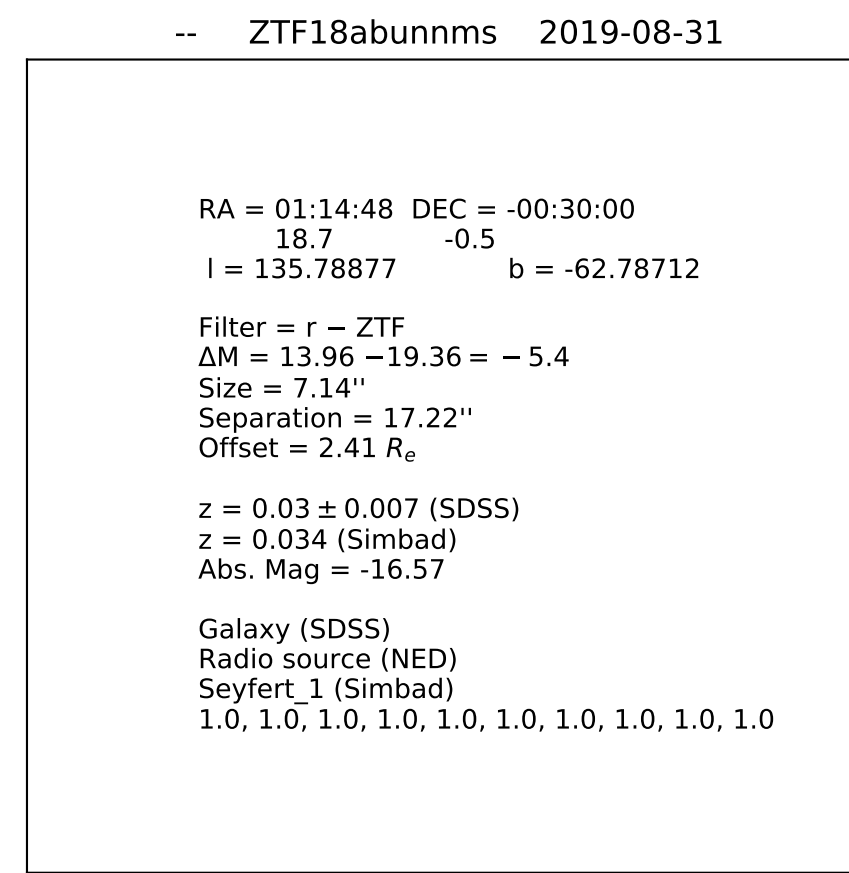 -- ZTF18abunnms 2019-08-31
RA = 01:14:48 DEC = -00:30:00
18.7 -0.5
l = 135.78877 b = -62.78712
Filter = r − ZTF
ΔM = 13.96 −19.36 = − 5.4
Size = 7.14''
Separation = 17.22''
Offset = 2.41 Re
z = 0.03 ± 0.007 (SDSS)
z = 0.034 (Simbad)
Abs. Mag = -16.57
Galaxy (SDSS)
Radio source (NED)
Seyfert_1 (Simbad)
1.0, 1.0, 1.0, 1.0, 1.0, 1.0, 1.0, 1.0, 1.0, 1.0